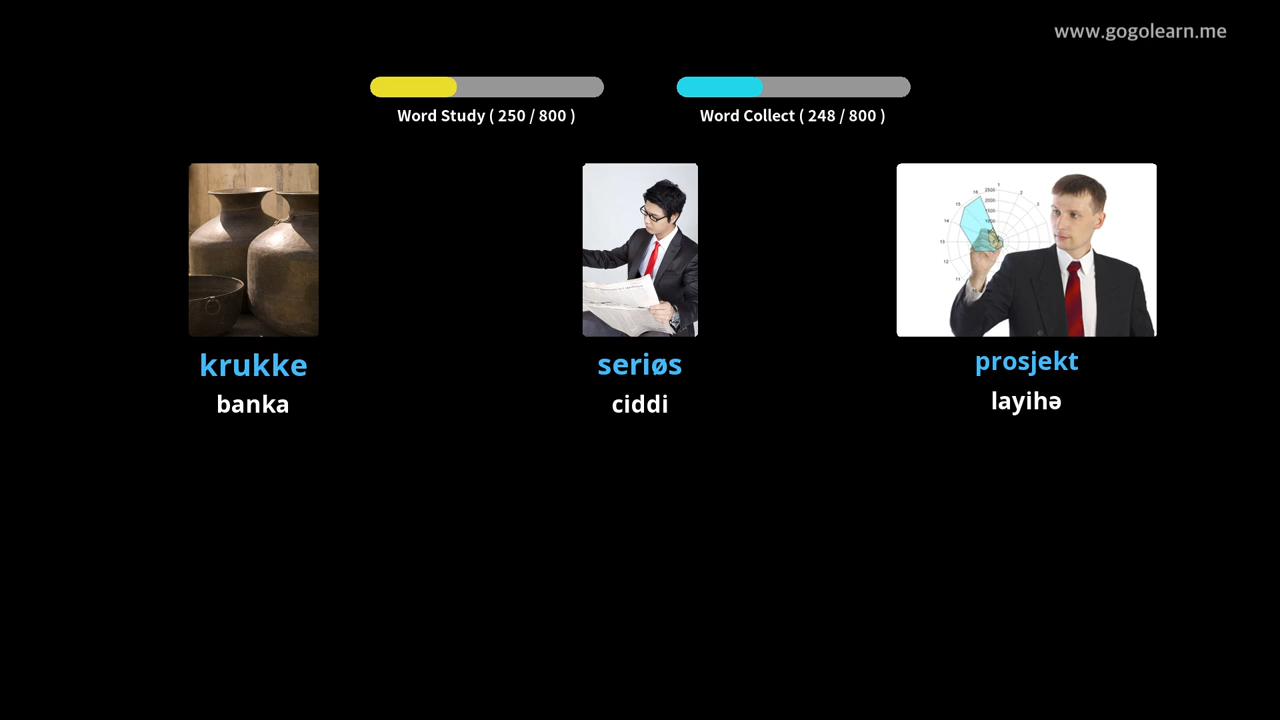 www.gogolearn.me
Word Study ( 250 / 800 )
Word Collect ( 248 / 800 )
krukke
banka
seriøs
ciddi
prosjekt
layihə